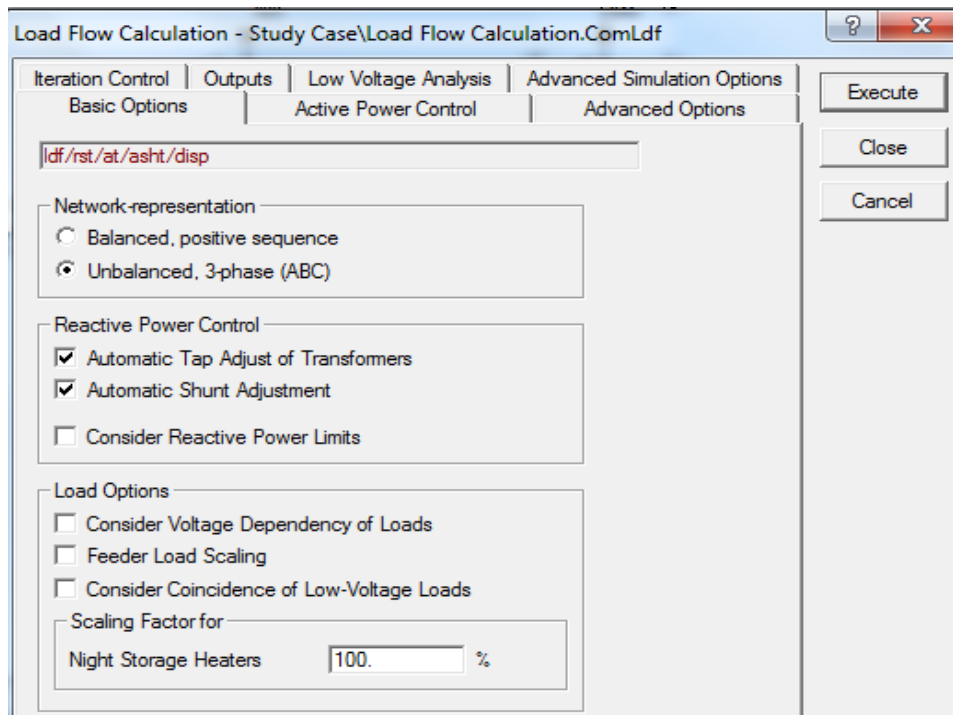 Load Flow Calculation - Study Case\Load Flow Calculation.ComLdf
?
X
Iteration Control Outputs Low Voltage Analysis Advanced Simulation Options
Basic Options Active Power Control Advanced Options
Execute
Close
Cancel
ldf/rst/at/asht/disp
Network-representation
Balanced, positive sequence
Unbalanced, 3-phase (ABC)
Reactive Power Control
Automatic Tap Adjust of Transformers
Automatic Shunt Adjustment
Consider Reactive Power Limits
Load Options
Consider Voltage Dependency of Loads
Feeder Load Scaling
Consider Coincidence of Low-Voltage Loads
Scaling Factor for
Night Storage Heaters 100. %